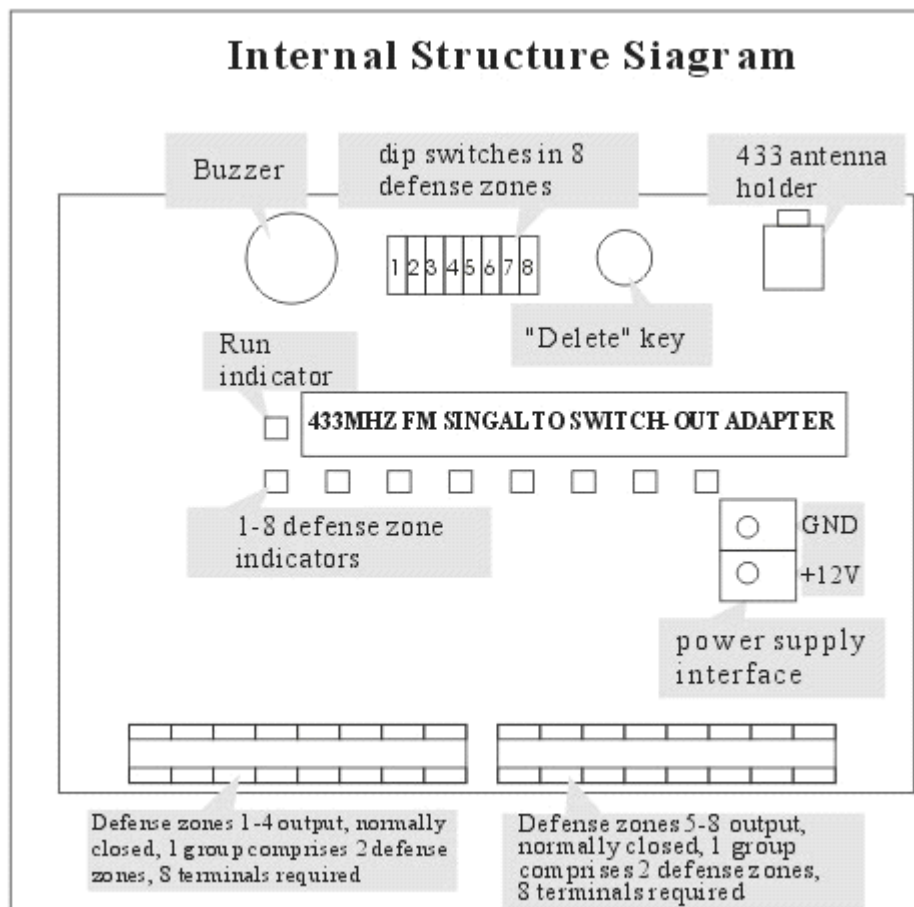 Internal Structure Siagram
Buzzer
dip switches in 8
defense zones
433 antenna
holder
1 2 3 4 5 6 7 8
"Delete" key
Run
indicator
433MHZ FM SINGAL TO SWITCH-OUT ADAPTER
1-8 defense zone
indicators
GND
+12V
power supply
interface
Defense zones 1-4 output, normally
closed, 1 group comprises 2 defense
zones, 8 terminals required
Defense zones 5-8 output,
normally closed, 1 group
comprises 2 defense zones,
8 terminals required